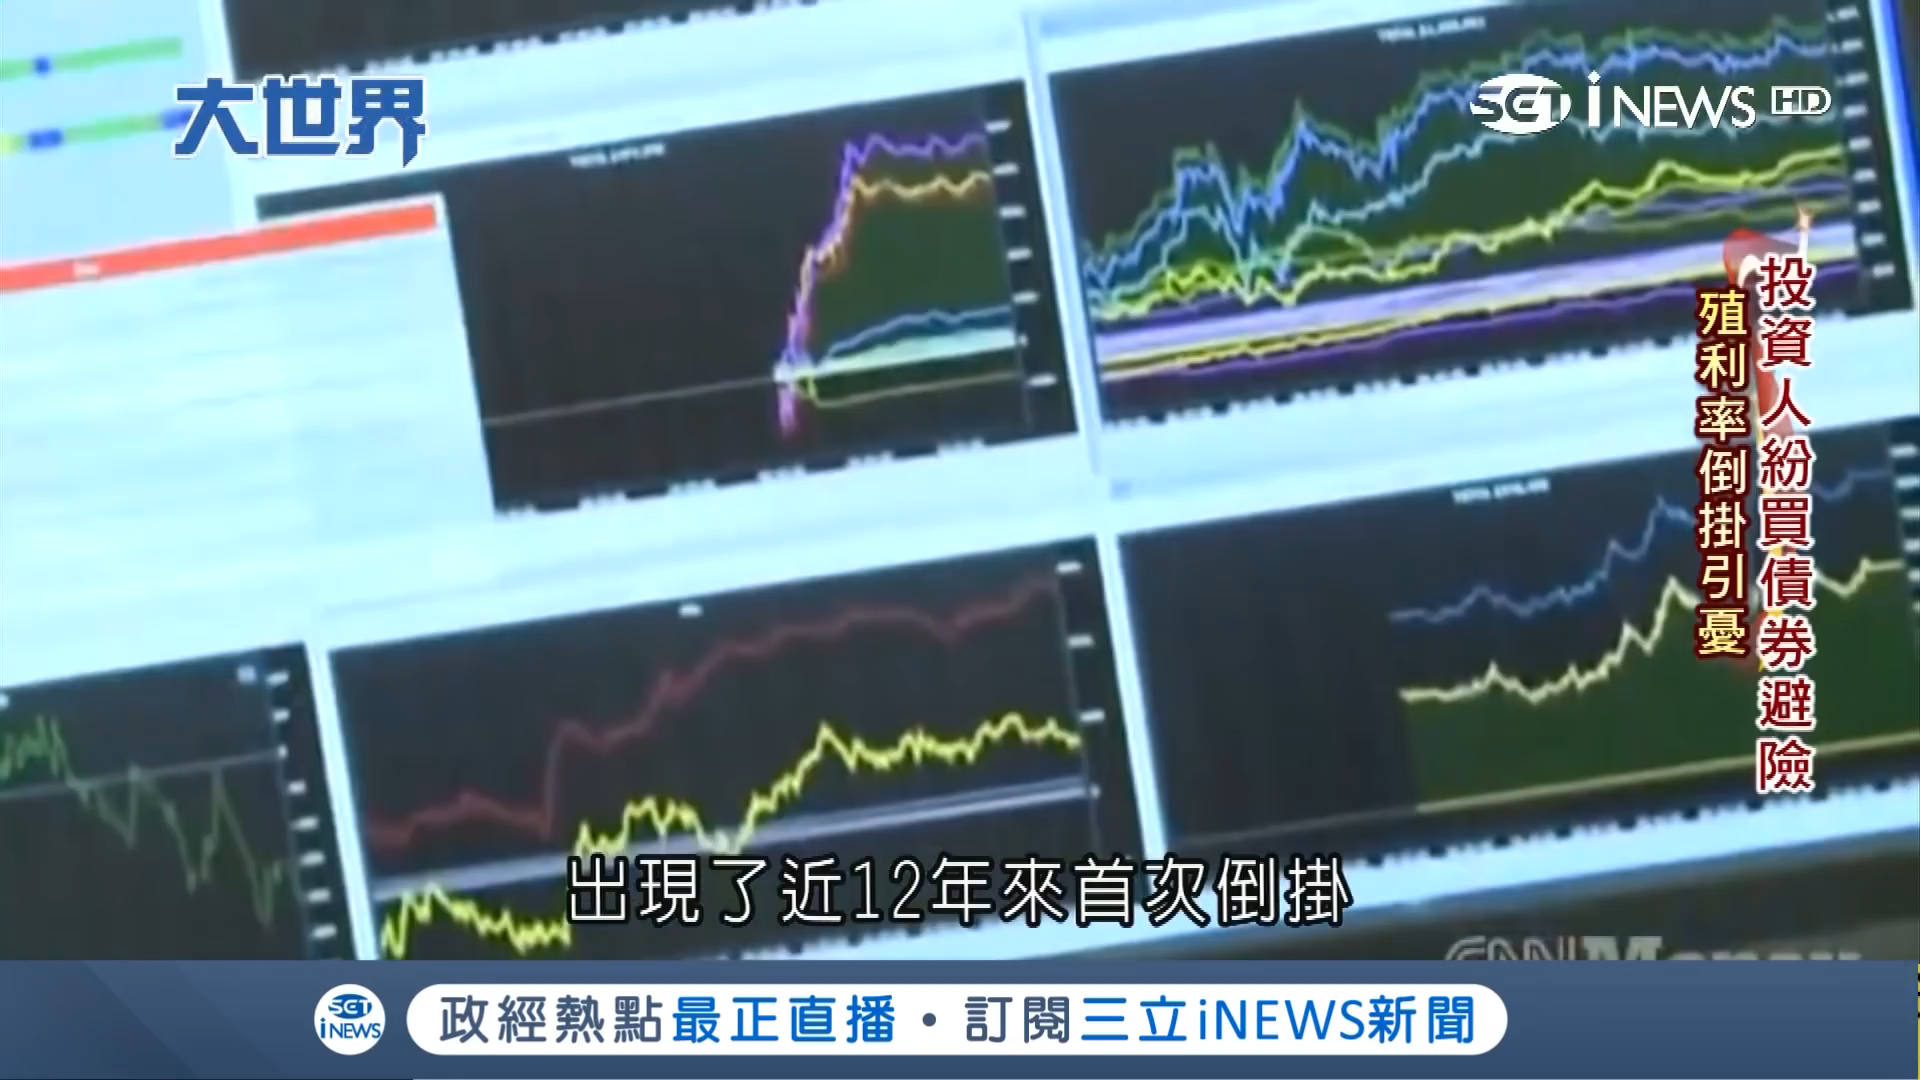 大世界
SET iNEWS HD
投資人紛買債券避險
殖利率倒掛引憂
出現了近12年來首次倒掛
CNNMoney
SET iNEWS
政經熱點最正直播・訂閱三立iNEWS新聞